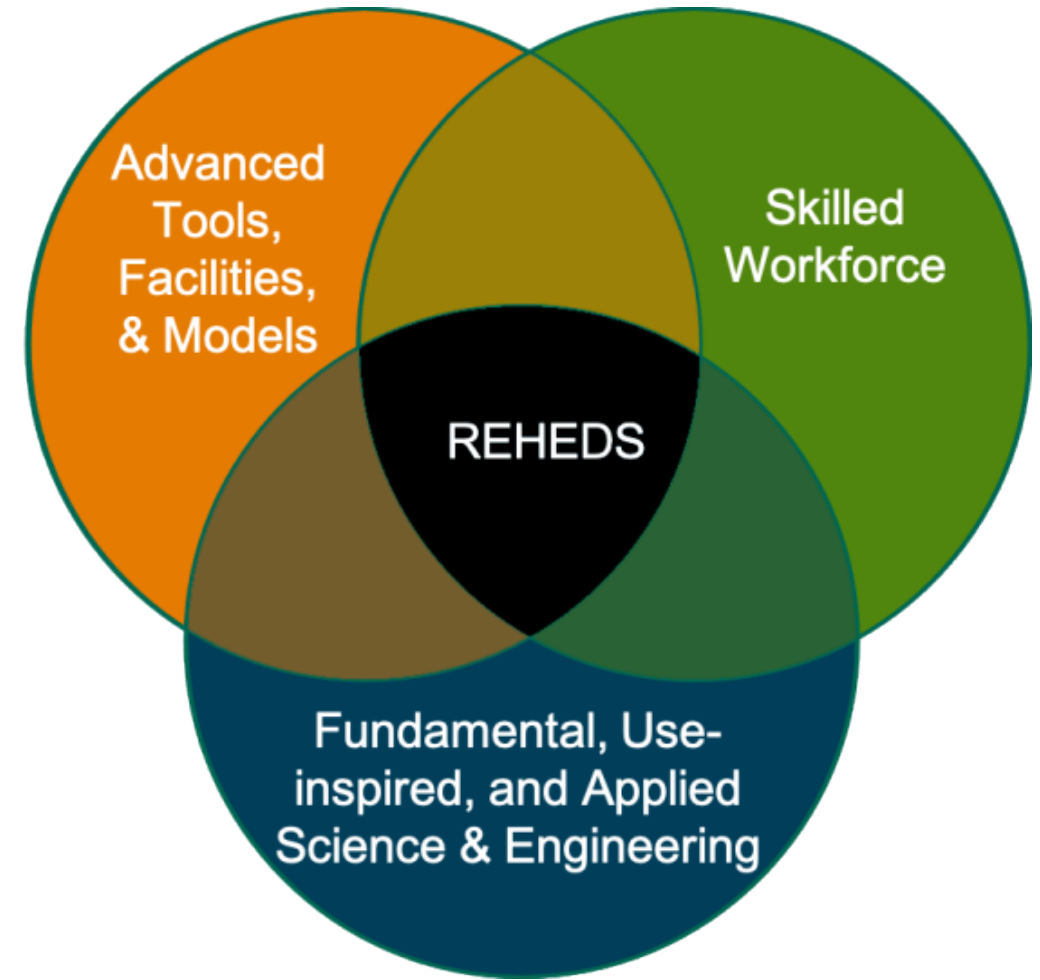 Advanced
Tools,
Facilities,
& Models
Skilled
Workforce
REHEDS
Fundamental, Use-
inspired, and Applied
Science & Engineering